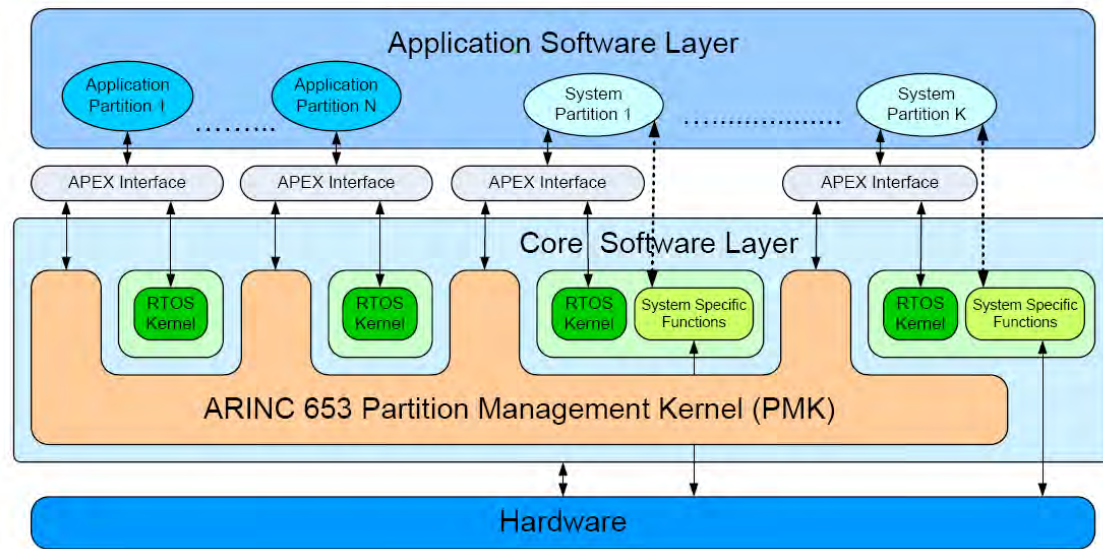 Application Software Layer
Application
Partition 1
Application
Partition N
System
Partition 1
System
Partition K
APEX Interface
APEX Interface
APEX Interface
APEX Interface
Core Software Layer
RTOS
Kernel
RTOS
Kernel
RTOS
Kernel
System Specific
Functions
RTOS
Kernel
System Specific
Functions
ARINC 653 Partition Management Kernel (PMK)
Hardware